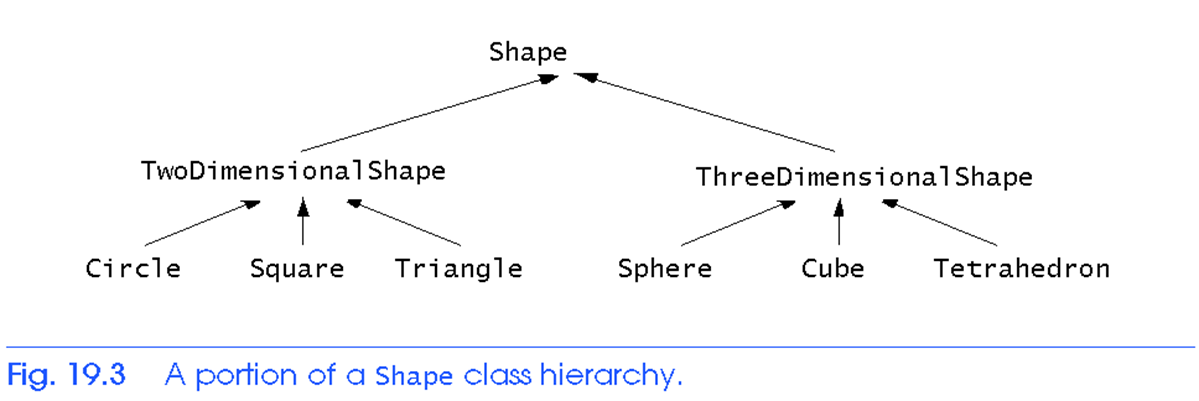 Shape
TwoDimensionalShape
ThreeDimensionalShape
Circle Square Triangle Sphere Cube Tetrahedron
Fig. 19.3 A portion of a Shape class hierarchy.